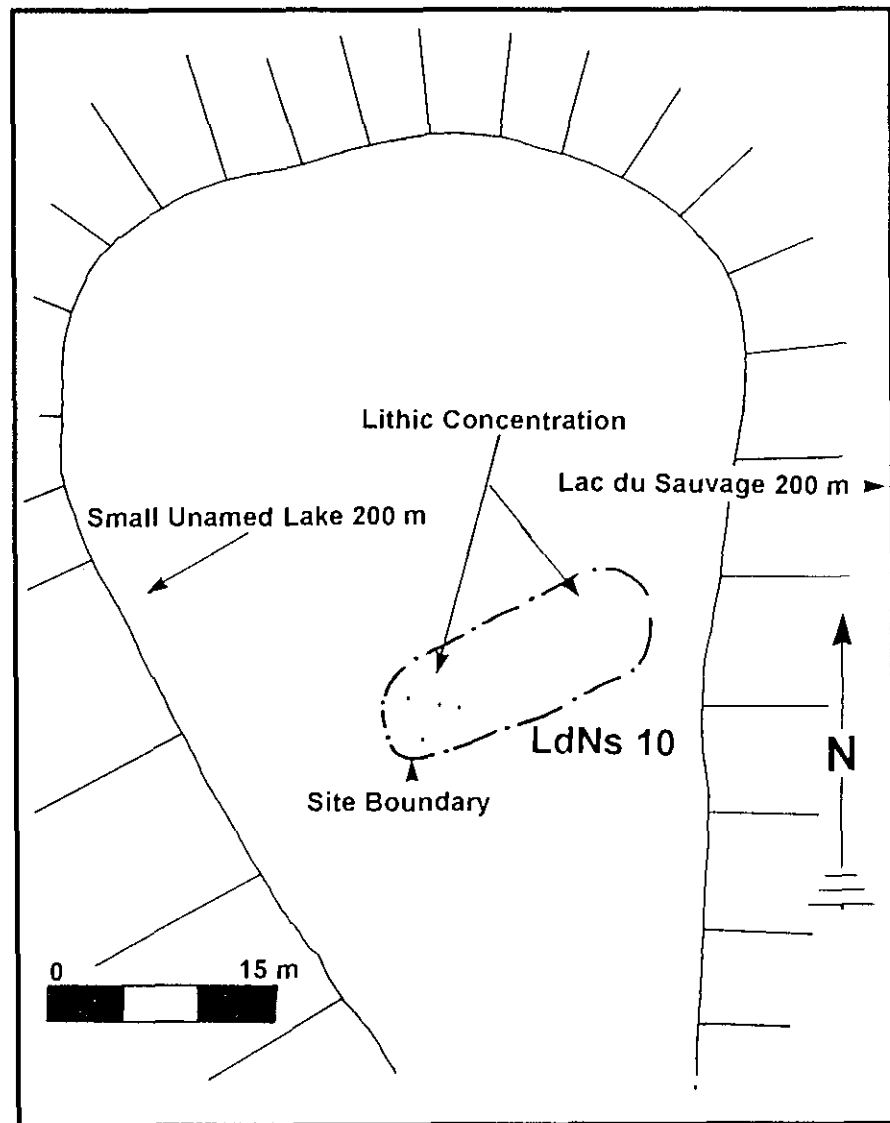 Lithic Concentration
Lac du Sauvage 200 m
Small Unamed Lake 200 m
LdNs 10
N
Site Boundary
0 15 m